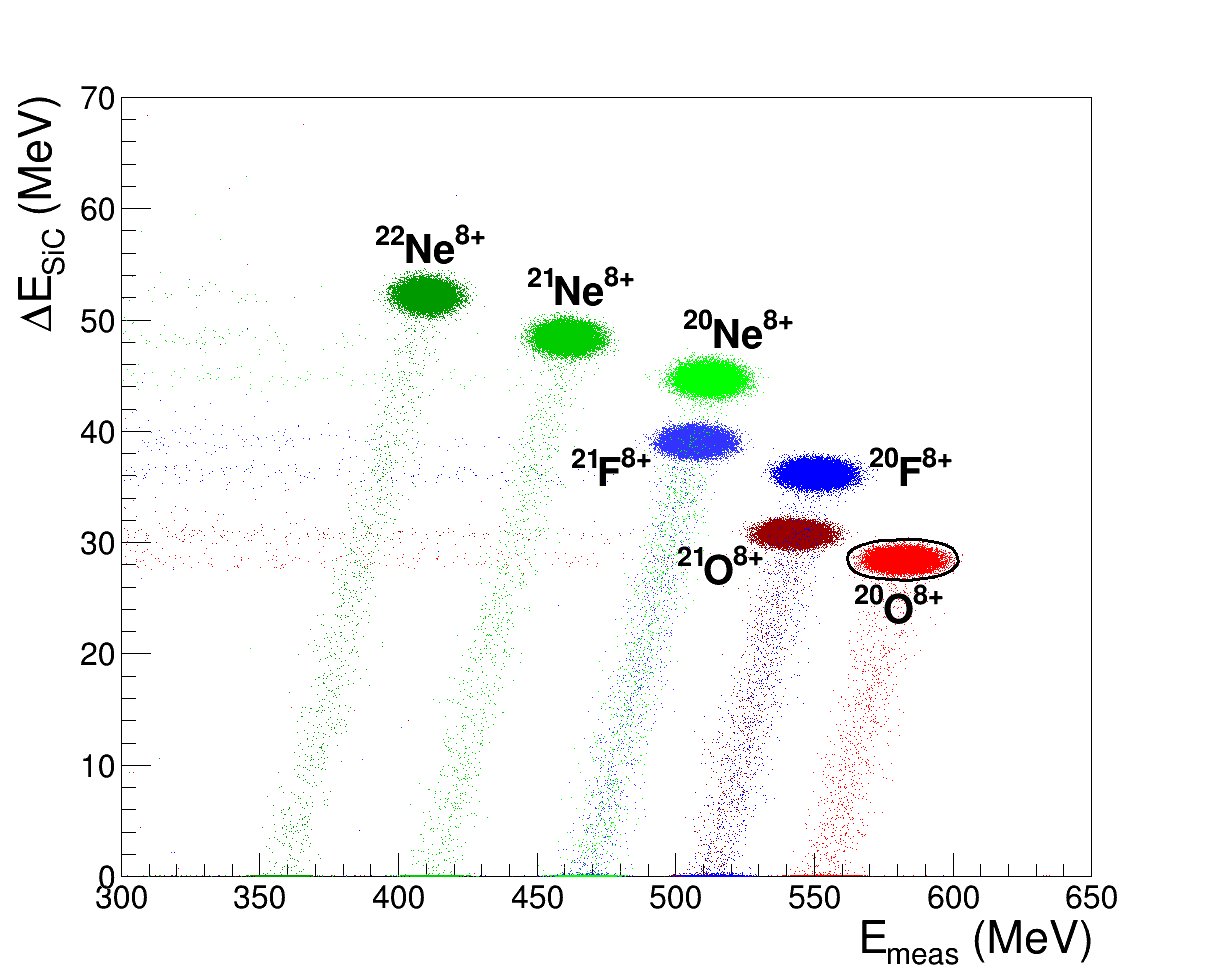 ΔE_SiC (MeV)
70
60
50
40
30
20
10
0
²²Ne⁸⁺
²¹Ne⁸⁺
²⁰Ne⁸⁺
²¹F⁸⁺
²⁰F⁸⁺
²¹O⁸⁺
²⁰O⁸⁺
300 350 400 450 500 550 600 650
E_meas (MeV)